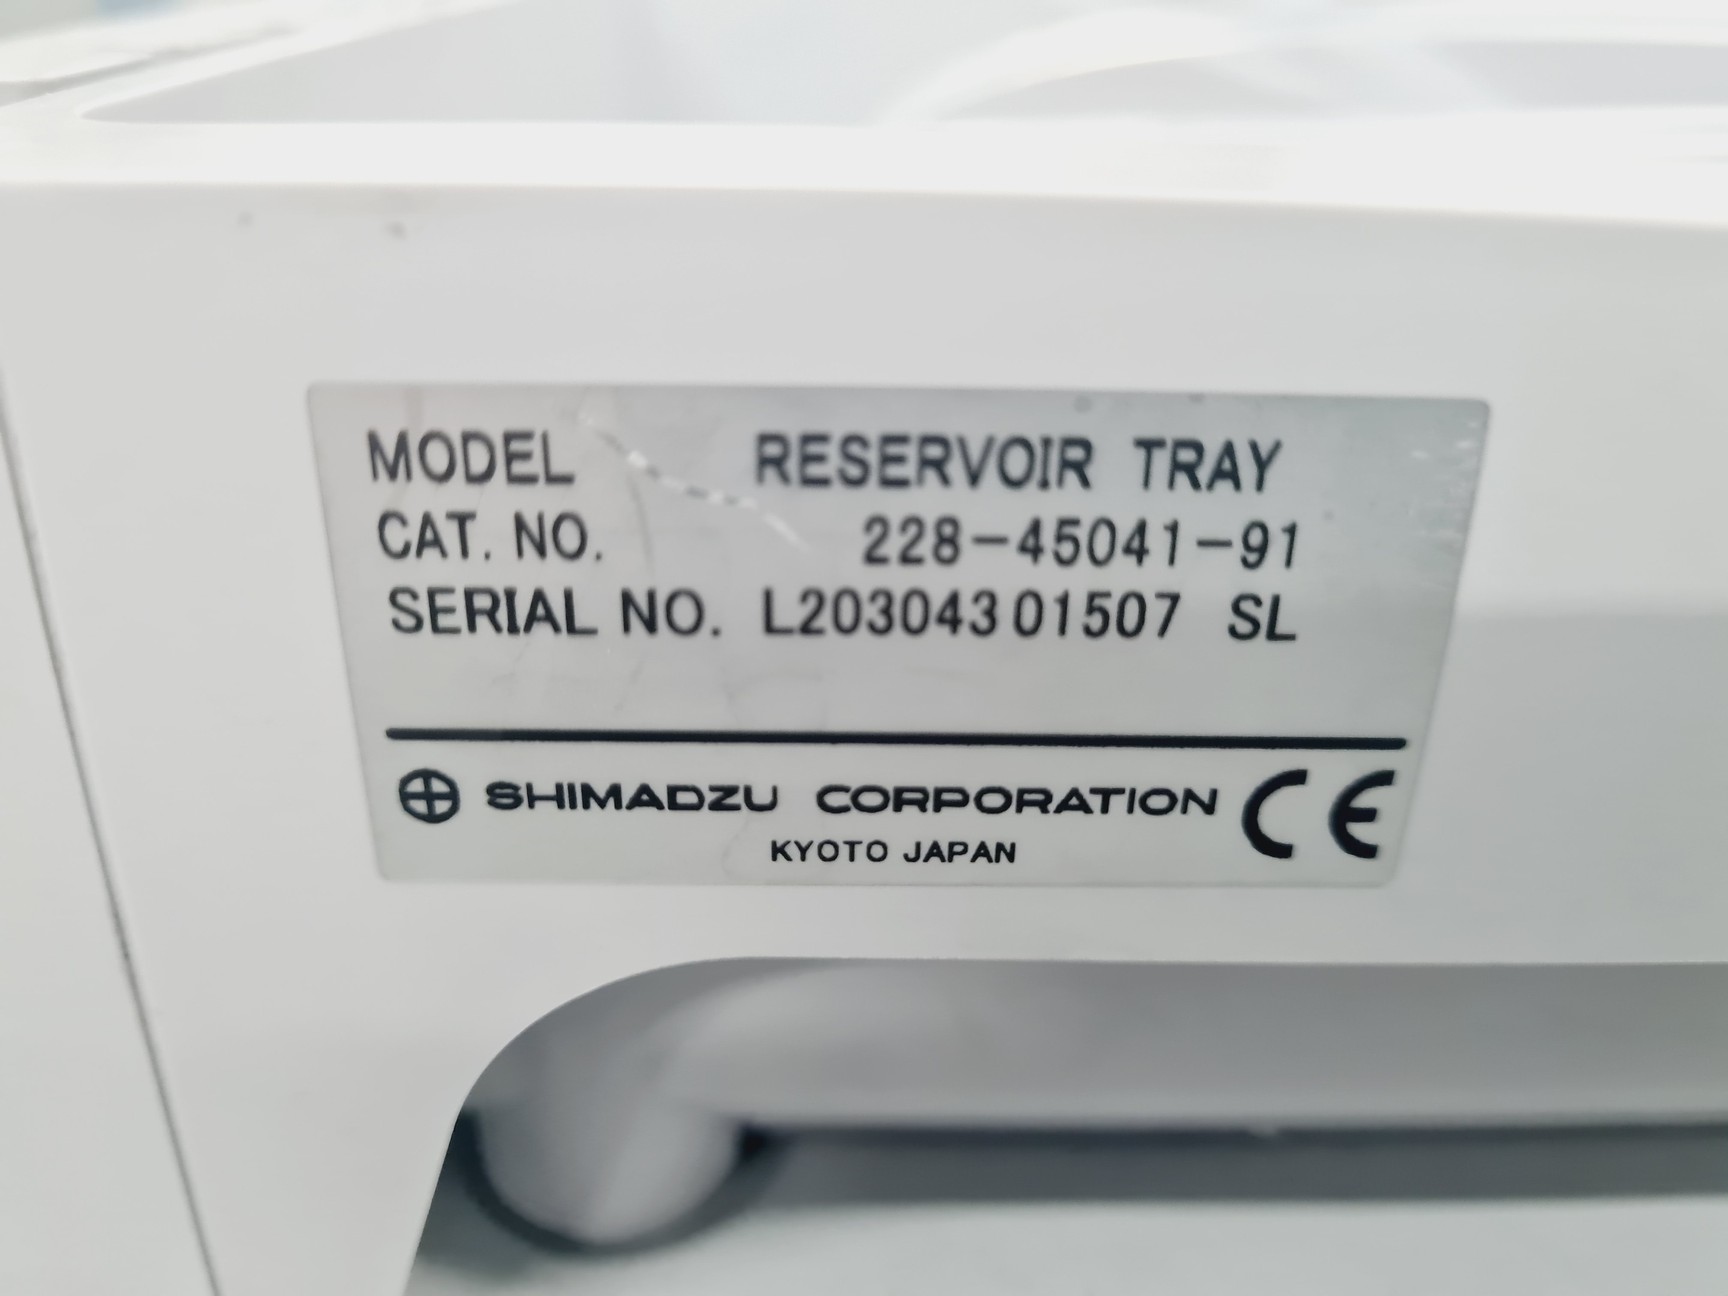 MODEL RESERVOIR TRAY
CAT. NO. 228-45041-91
SERIAL NO. L20304301507 SL
SHIMADZU CORPORATION CE
KYOTO JAPAN